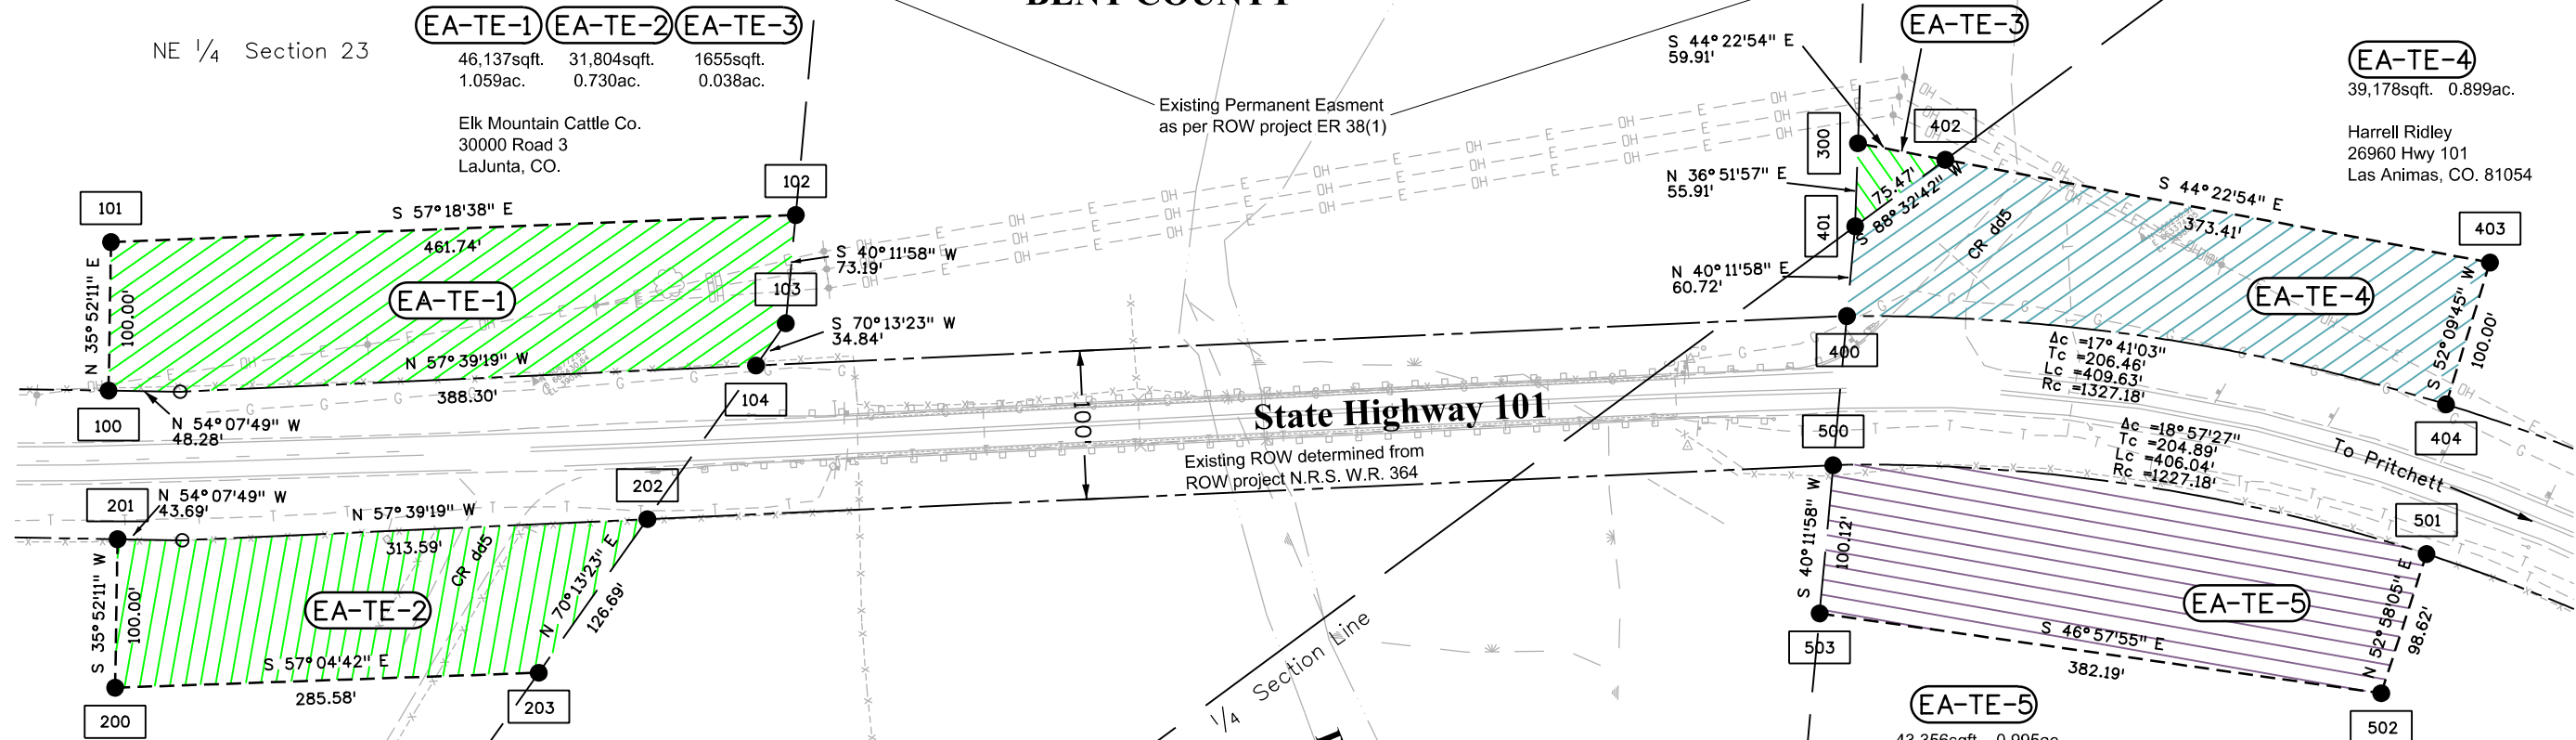 BENT COUNTY
NE 1/4 Section 23
EA-TE-1 EA-TE-2 EA-TE-3
46,137sqft. 31,804sqft. 1655sqft.
1.059ac. 0.730ac. 0.038ac.
Elk Mountain Cattle Co.
30000 Road 3
LaJunta, CO.
Existing Permanent Easment
as per ROW project ER 38(1)
S 44°22'54" E
59.91'
EA-TE-3
EA-TE-4
39,178sqft. 0.899ac.
Harrell Ridley
26960 Hwy 101
Las Animas, CO. 81054
101
102
S 57°18'38" E
461.74'
N 35°52'11" E
100.00'
EA-TE-1
S 40°11'58" W
73.19'
103
S 70°13'23" W
34.84'
N 57°39'19" W
388.30'
104
100
N 54°07'49" W
48.28'
300
402
N 36°51'57" E
55.91'
75.47'
S 88°32'42" W
401
N 40°11'58" E
60.72'
CR dd5
S 44°22'54" E
373.41'
403
EA-TE-4
S 52°09'45" W
100.00'
400
Δc =17°41'03"
Tc =206.46'
Lc =409.63'
Rc =1327.18'
404
100'
State Highway 101
Existing ROW determined from
ROW project N.R.S. W.R. 364
500
Δc =18°57'27"
Tc =204.89'
Lc =406.04'
Rc =1227.18'
To Pritchett
501
201
N 54°07'49" W
43.69'
202
N 57°39'19" W
313.59'
S 35°52'11" W
100.00'
CR dd5
EA-TE-2
N 70°13'23" E
126.69'
S 57°04'42" E
285.58'
200
203
1/4 Section Line
S 40°11'58" W
100.12'
EA-TE-5
N 52°58'05" E
98.62'
503
S 46°57'55" E
382.19'
502
EA-TE-5
43,356sqft. 0.995ac.